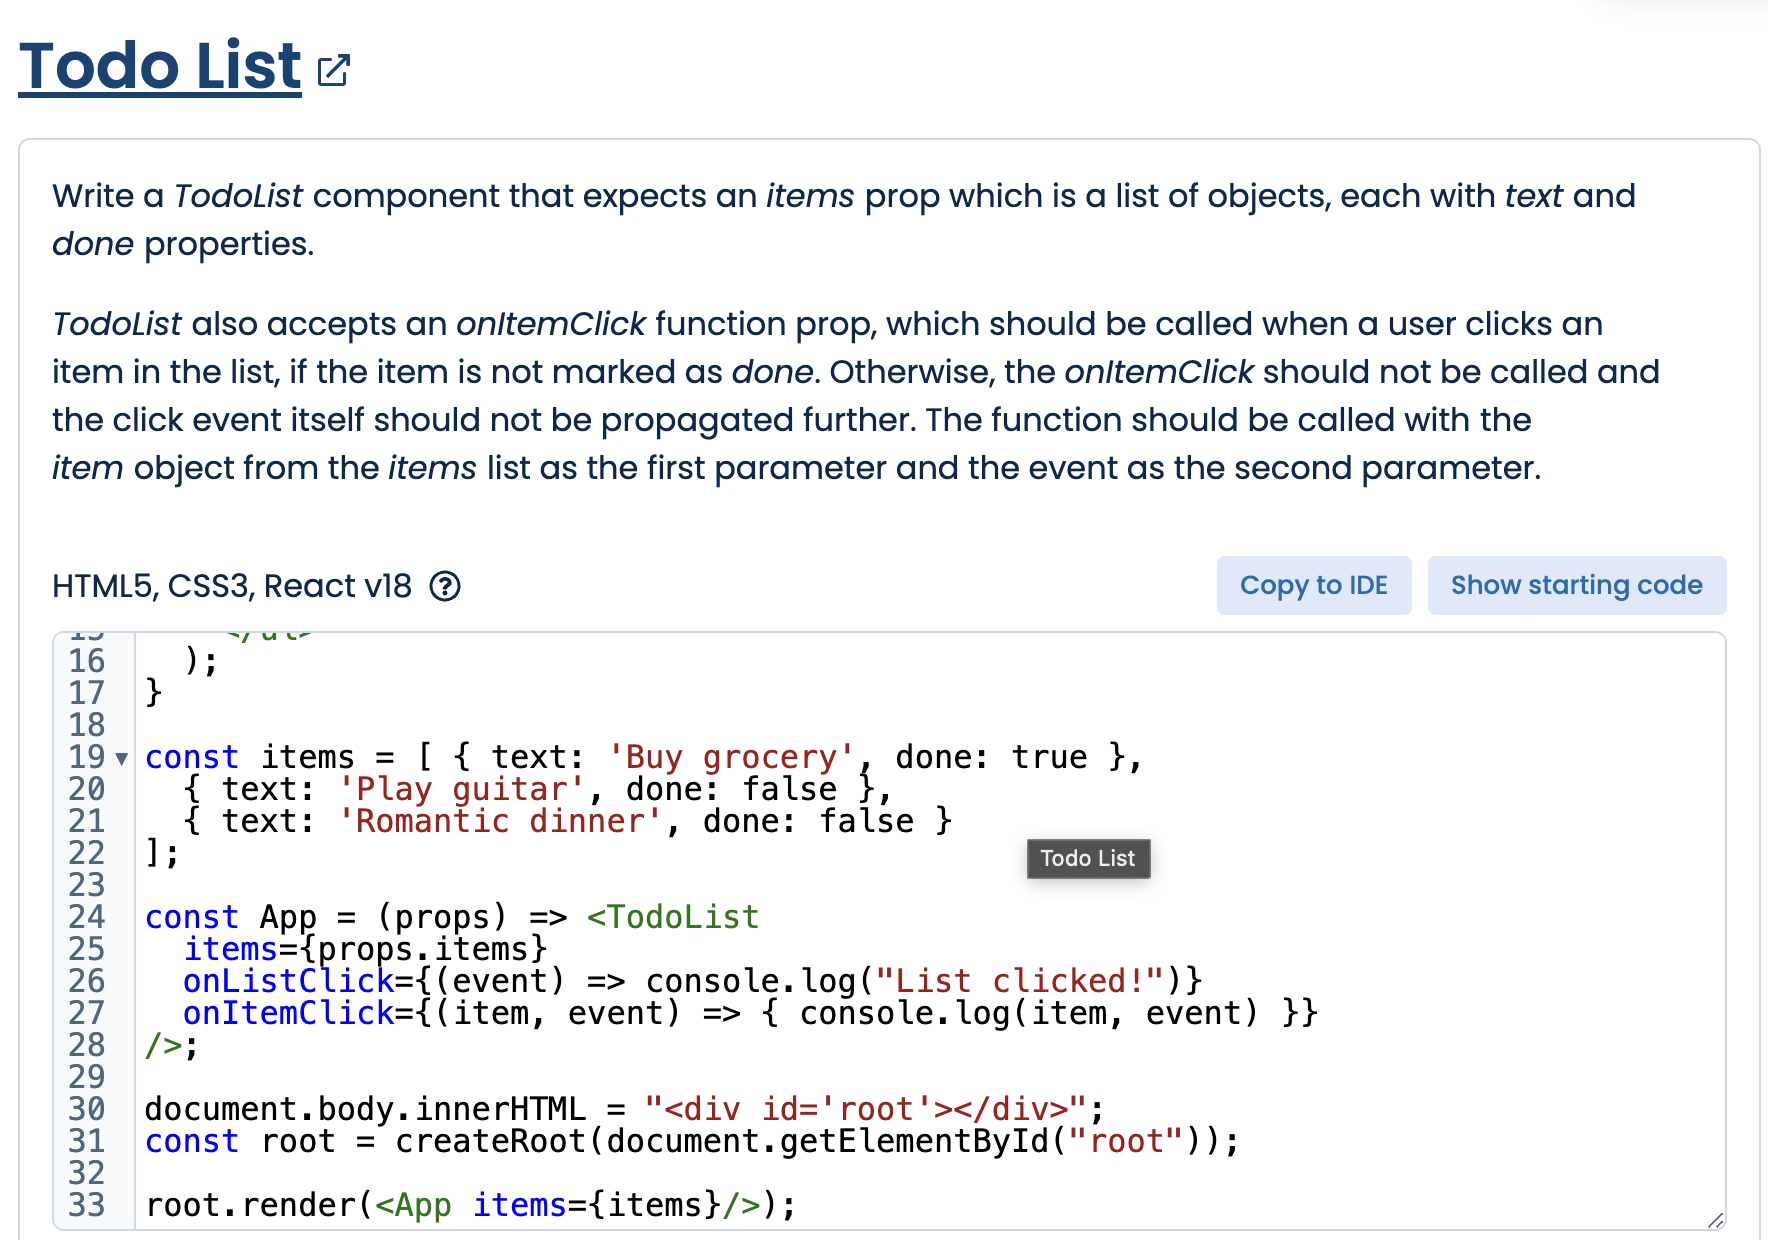 Todo List
Write a TodoList component that expects an items prop which is a list of objects, each with text and
done properties.
TodoList also accepts an onItemClick function prop, which should be called when a user clicks an
item in the list, if the item is not marked as done. Otherwise, the onItemClick should not be called and
the click event itself should not be propagated further. The function should be called with the
item object from the items list as the first parameter and the event as the second parameter.
HTML5, CSS3, React v18 ?
Copy to IDE
Show starting code
15     </ul>
16   );
17 }
18
19 const items = [ { text: 'Buy grocery', done: true },
20   { text: 'Play guitar', done: false },
21   { text: 'Romantic dinner', done: false }
22 ];
Todo List
23
24 const App = (props) => <TodoList
25   items={props.items}
26   onListClick={(event) => console.log("List clicked!")}
27   onItemClick={(item, event) => { console.log(item, event) }}
28 />;
29
30 document.body.innerHTML = "<div id='root'></div>";
31 const root = createRoot(document.getElementById("root"));
32
33 root.render(<App items={items}/>);